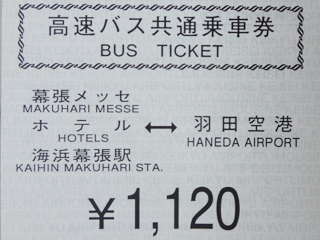 高速バス共通乗車券
BUS TICKET
幕張メッセ
MAKUHARI MESSE
ホテル ⟷ 羽田空港
HOTELS HANEDA AIRPORT
海浜幕張駅
KAIHIN MAKUHARI STA.
¥1,120